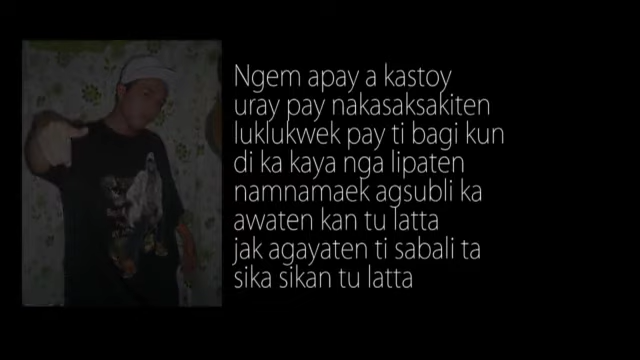 Ngem apay a kastoy
uray pay nakasaksakiten
luklukwek pay ti bagi kun
di ka kaya nga lipaten
namnamaek agsubli ka
awaten kan tu latta
jak agayaten ti sabali ta
sika sikan tu latta